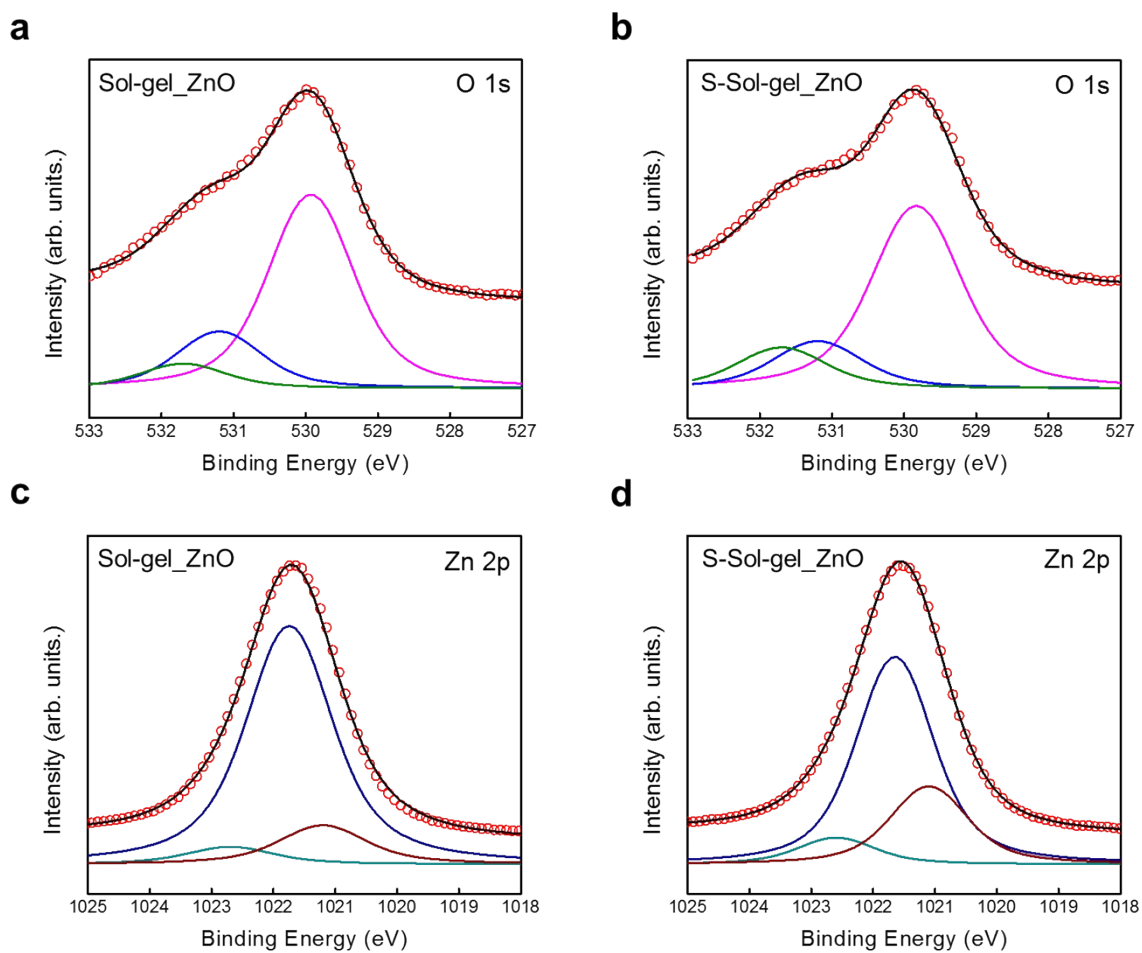 a
Sol-gel_ZnO
O 1s
Intensity (arb. units.)
533 532 531 530 529 528 527
Binding Energy (eV)
b
S-Sol-gel_ZnO
O 1s
Intensity (arb. units.)
533 532 531 530 529 528 527
Binding Energy (eV)
c
Sol-gel_ZnO
Zn 2p
Intensity (arb. units.)
1025 1024 1023 1022 1021 1020 1019 1018
Binding Energy (eV)
d
S-Sol-gel_ZnO
Zn 2p
Intensity (arb. units.)
1025 1024 1023 1022 1021 1020 1019 1018
Binding Energy (eV)